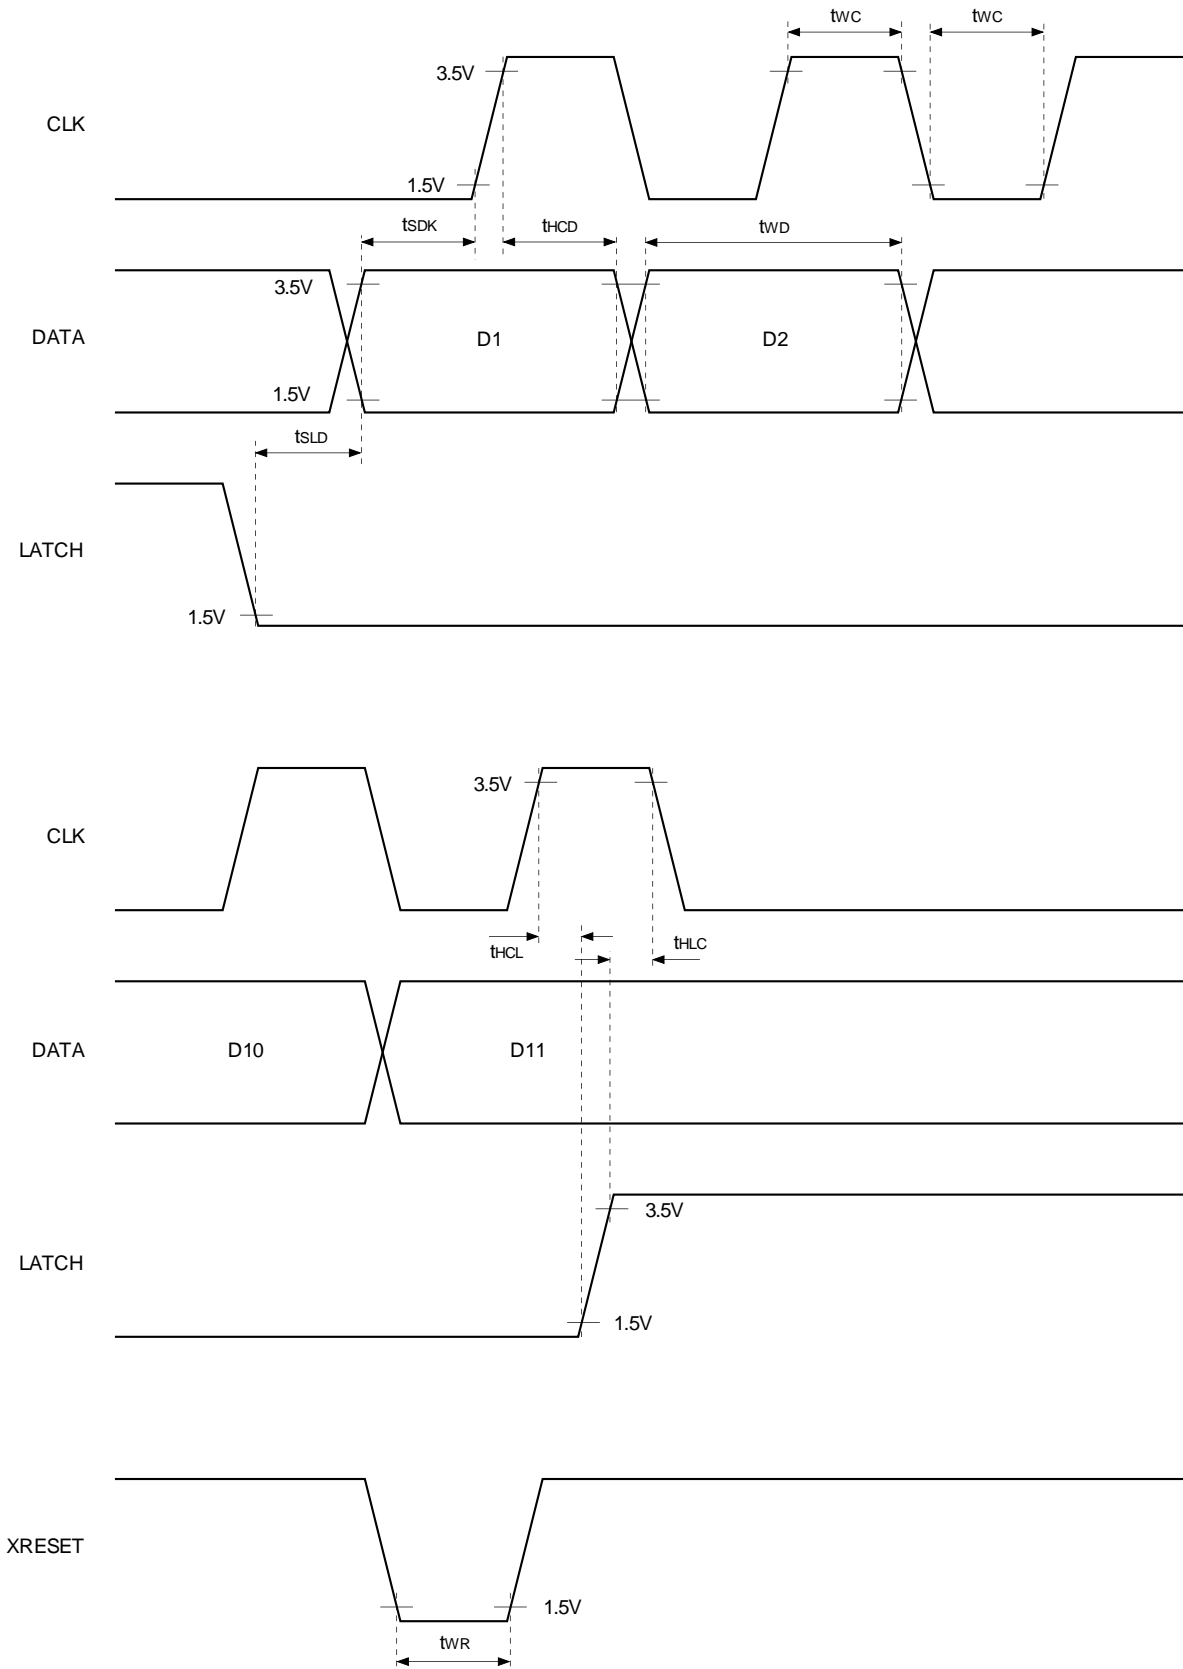 tWC
tWC
3.5V
CLK
1.5V
tSDK
tHCD
tWD
3.5V
DATA
D1
D2
1.5V
tSLD
LATCH
1.5V
3.5V
CLK
tHCL
tHLC
DATA
D10
D11
3.5V
LATCH
1.5V
XRESET
1.5V
tWR